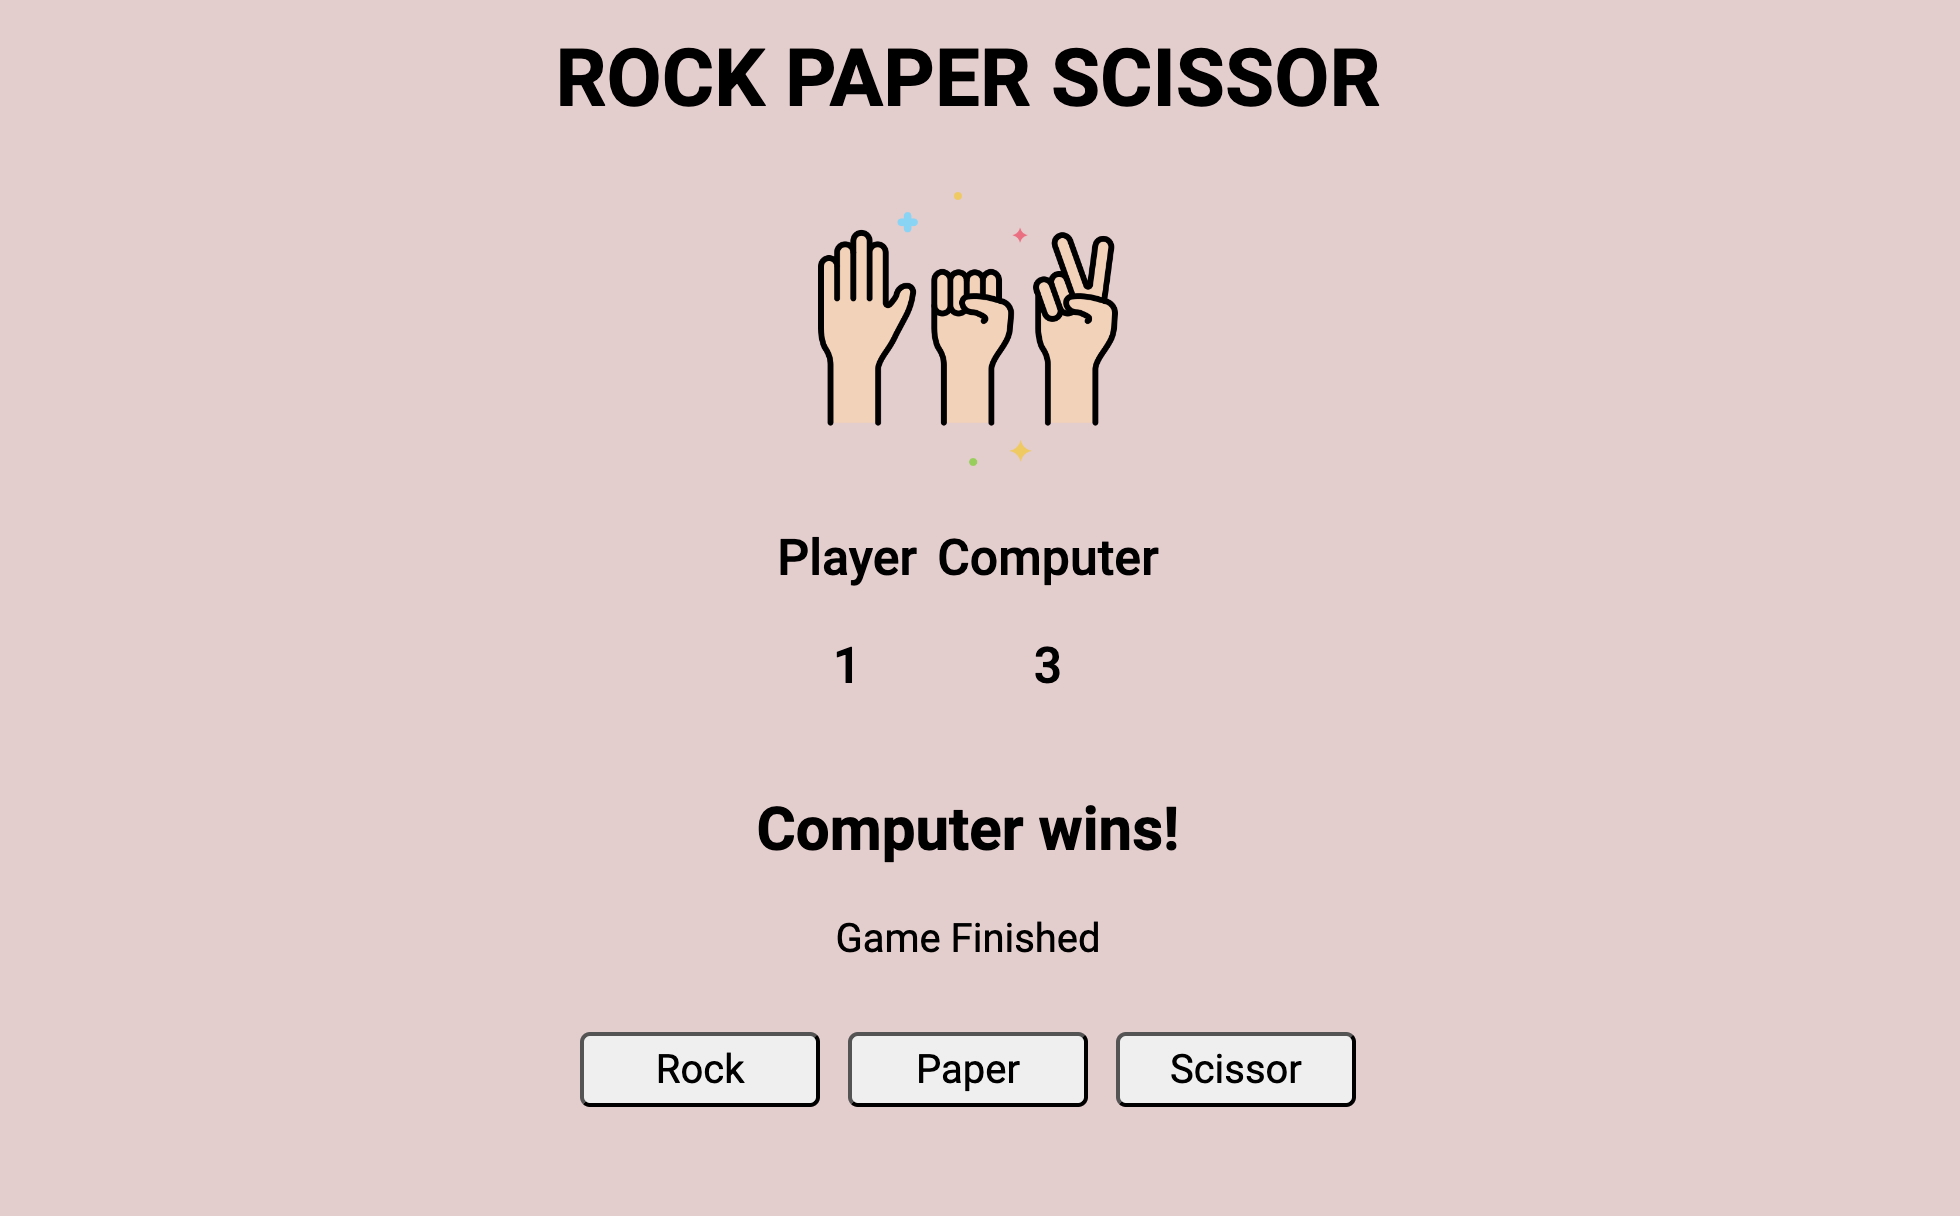 ROCK PAPER SCISSOR
Player Computer
1 3
Computer wins!
Game Finished
Rock Paper Scissor